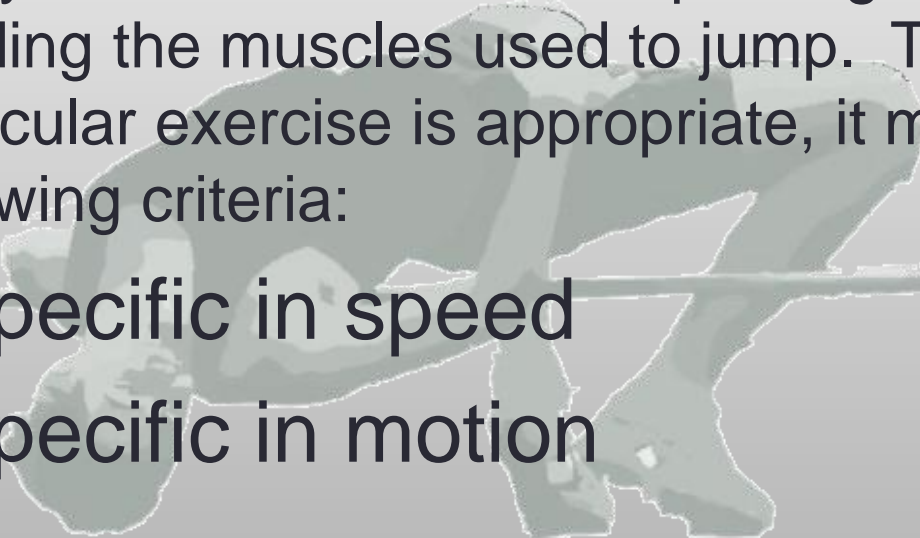 ling the muscles used to jump. T
cular exercise is appropriate, it m
wing criteria:
pecific in speed
pecific in motion